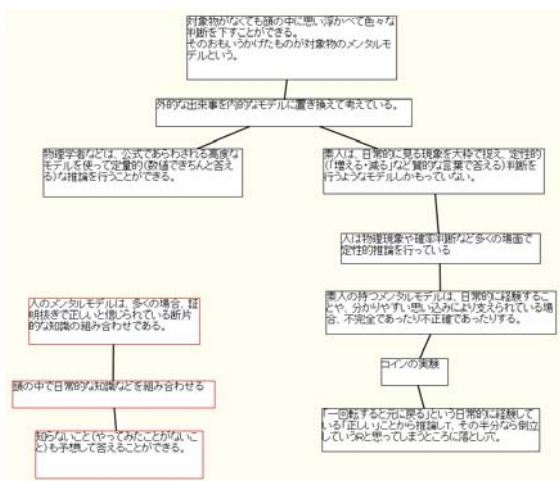 対象物がなくても頭の中に思い浮かべて色々な
判断を下すことができる。
そのおもいうかげたものが対象物のメンタルモ
デルという。
外的な出来事を内的なモデルに置き換えて考えている。
物理学者などは、公式であらわされる高度な
モデルを使って定量的(数値できちんと答え
る)な推論を行うことができる。
素人は、日常的に見る現象を大枠で捉え、定性的
(「増える・減る」など質的な言葉で答える)判断を
行うようなモデルしかもっていない。
人は物理現象や確率判断など多くの場面で
定性的推論を行っている
人のメンタルモデルは、多くの場合、証
明抜きで正しいと信じられている断片
的な知識の組み合わせである。
素人の持つメンタルモデルは、日常的に経験するこ
とや、分かりやすい思い込みにより支えられている場
合、不完全であったり不正確であったりする。
頭の中で日常的な知識などを組み合わせる
コインの実験
知らないこと(やってみたことがないこ
と)も予想して答えることができる。
「一回転すると元に戻る」という日常的に経験して
いる「正しい」ことから推論して、その半分なら倒立
しているRと思ってしまうところに落とし穴。